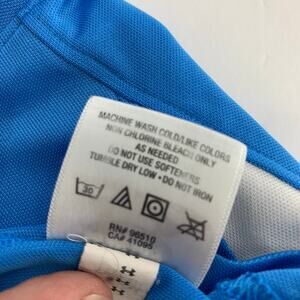 MACHINE WASH COLD/LIKE COLORS
NON CHLORINE BLEACH ONLY
AS NEEDED
DO NOT USE SOFTENERS
TUMBLE DRY LOW • DO NOT IRON
30
RN# 96510
CA# 41095